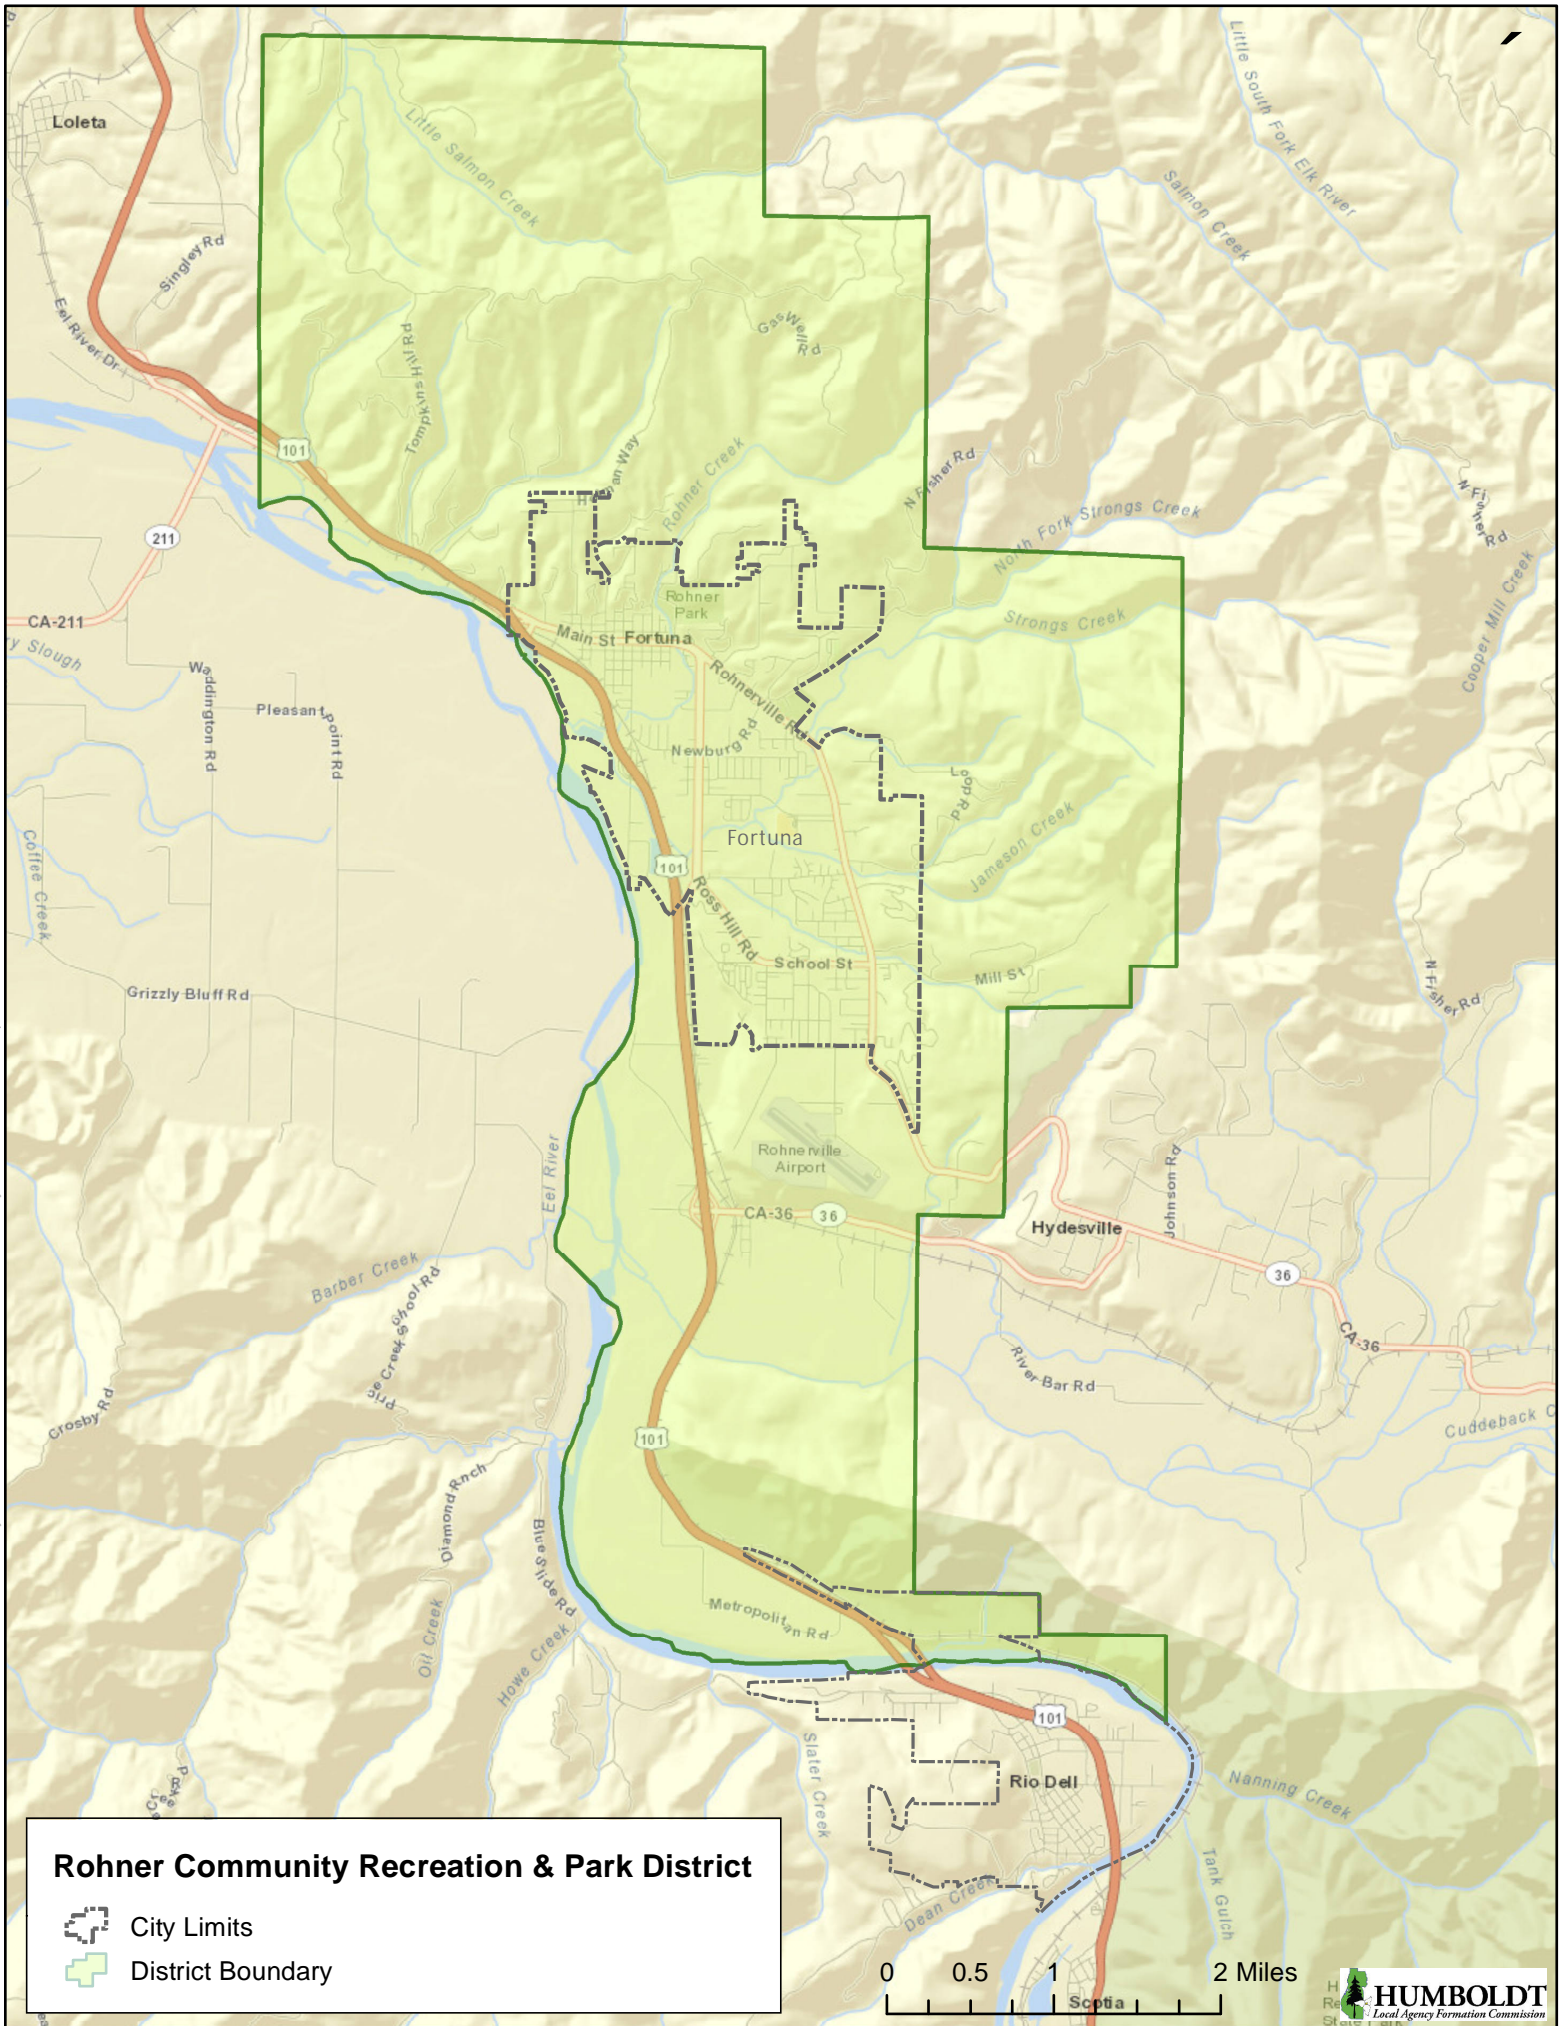 Loleta
Little Salmon Creek
Little South Fork Elk River
Salmon Creek
Singley Rd
Eel River Dr
Tompkins Hill Rd
Gas Well Rd
101
211
Rohner Creek
N Fisher Rd
North Fork Strongs Creek
N Fisher Rd
Cooper Mill Creek
CA-211
Rohner
Park
Main St
Fortuna
Strongs Creek
Waddington Rd
Pleasant Point Rd
Rohnerville Rd
Newburg Rd
Loop Rd
Fortuna
Jameson Creek
Coffee Creek
101
Ross Hill Rd
School St
Mill St
Grizzly Bluff Rd
N Fisher Rd
Eel River
Rohnerville
Airport
CA-36
36
Hydesville
Johnson Rd
36
CA-36
Barber Creek
Price Creek School Rd
River Bar Rd
Crosby Rd
Cuddeback C
101
Diamond Rnch
Blue Slide Rd
Oil Creek
Howe Creek
Metropolitan Rd
101
Slater Creek
Rio Dell
Nanning Creek
Tank Gulch
Dean Creek
Scotia
Rohner Community Recreation & Park District
City Limits
District Boundary
0 0.5 1 2 Miles
HUMBOLDT
Local Agency Formation Commission